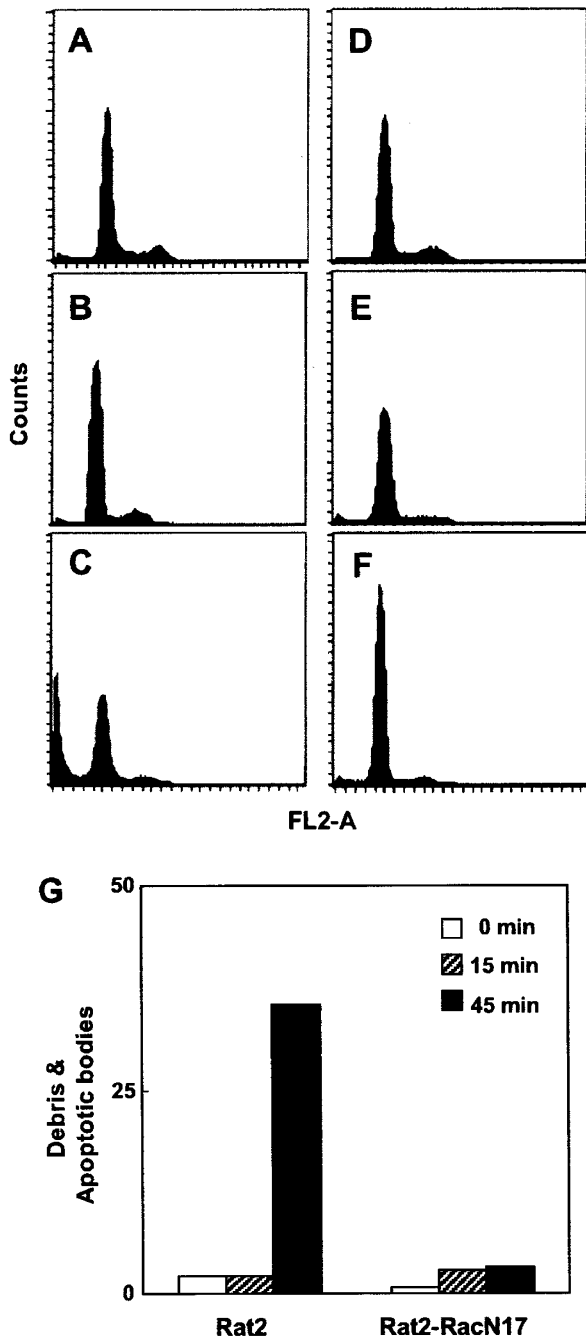 A
D
B
E
C
F
Counts
FL2-A
G
50
25
0
Debris &
Apoptotic bodies
0 min
15 min
45 min
Rat2
Rat2-RacN17